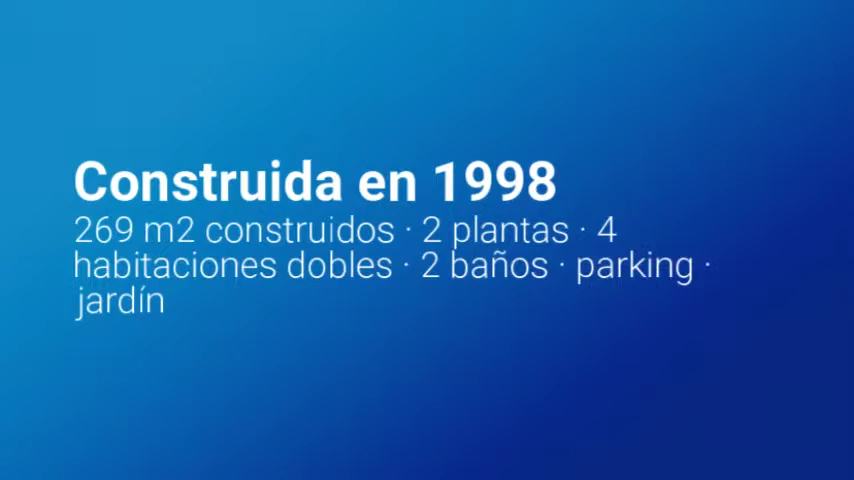 Construida en 1998
269 m2 construidos · 2 plantas · 4
habitaciones dobles · 2 baños · parking ·
jardín